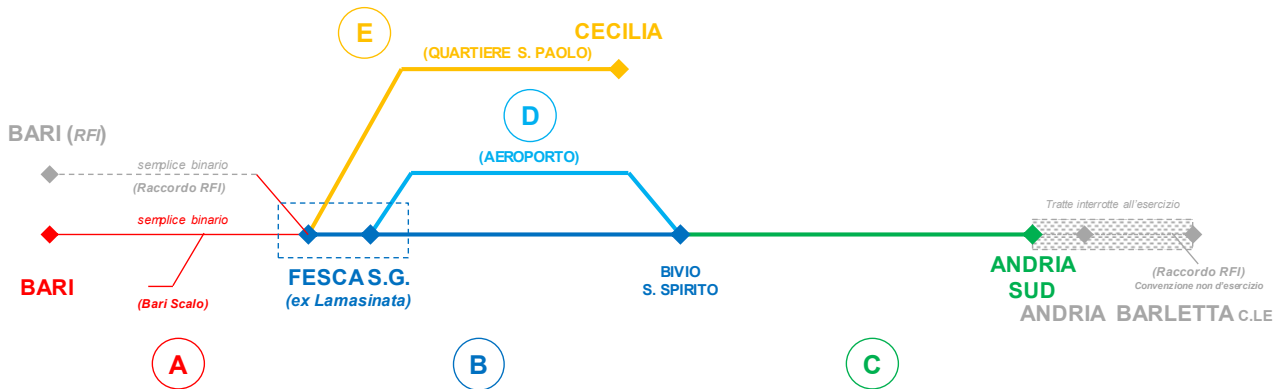 E
CECILIA
(QUARTIERE S. PAOLO)
D
BARI (RFI)
semplice binario
(AEROPORTO)
(Raccordo RFI)
semplice binario
Tratte interrotte all'esercizio
BARI
(Bari Scalo)
FESCA S.G.
(ex Lamasinata)
BIVIO
S. SPIRITO
ANDRIA
SUD
(Raccordo RFI)
Convenzione non d'esercizio
ANDRIA BARLETTA C.LE
A
B
C